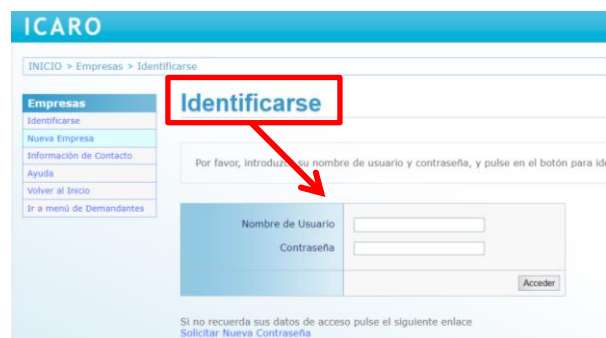 ICARO
INICIO > Empresas > Identificarse
Empresas
Identificarse
Nueva Empresa
Información de Contacto
Ayuda
Volver al Inicio
Ir a menú de Demandantes
Identificarse
Por favor, introduzca su nombre de usuario y contraseña, y pulse en el botón para ide
Nombre de Usuario
Contraseña
Acceder
Si no recuerda sus datos de acceso pulse el siguiente enlace
Solicitar Nueva Contraseña